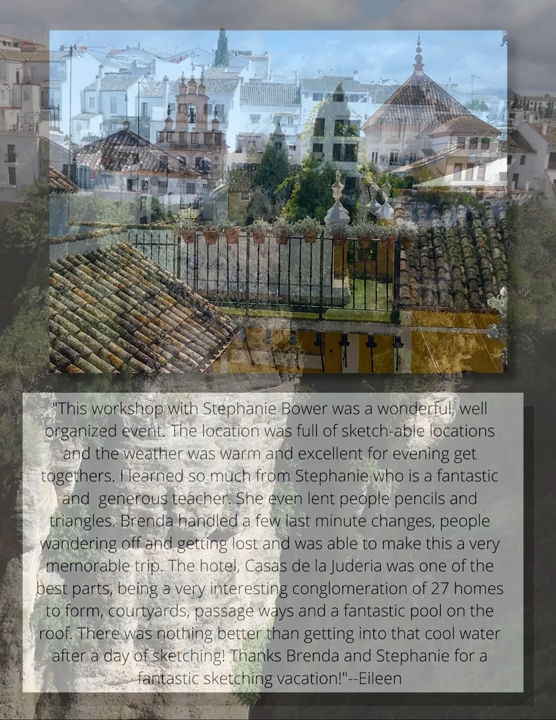 "This workshop with Stephanie Bower was a wonderful, well
organized event. The location was full of sketch-able locations
and the weather was warm and excellent for evening get
togethers. I learned so much from Stephanie who is a fantastic
and generous teacher. She even lent people pencils and
triangles. Brenda handled a few last minute changes, people
wandering off and getting lost and was able to make this a very
memorable trip. The hotel, Casas de la Juderia was one of the
best parts, being a very interesting conglomeration of 27 homes
to form, courtyards, passage ways and a fantastic pool on the
roof. There was nothing better than getting into that cool water
after a day of sketching! Thanks Brenda and Stephanie for a
fantastic sketching vacation!"--Eileen